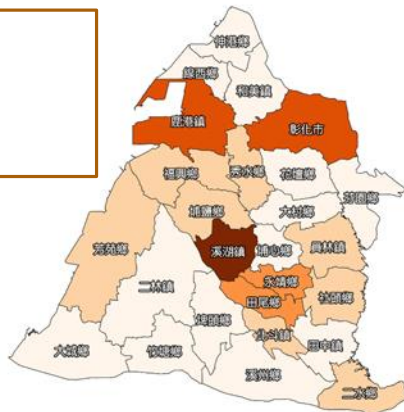 伸港鄉
線西鄉
和美鎮
鹿港鎮
彰化市
福興鄉
秀水鄉
花壇鄉
芬園鄉
埔鹽鄉
大村鄉
芳苑鄉
溪湖鎮
埔心鄉
員林鎮
二林鎮
永靖鄉
田尾鄉
社頭鄉
埤頭鄉
北斗鎮
田中鎮
大城鄉
竹塘鄉
溪州鄉
二水鄉